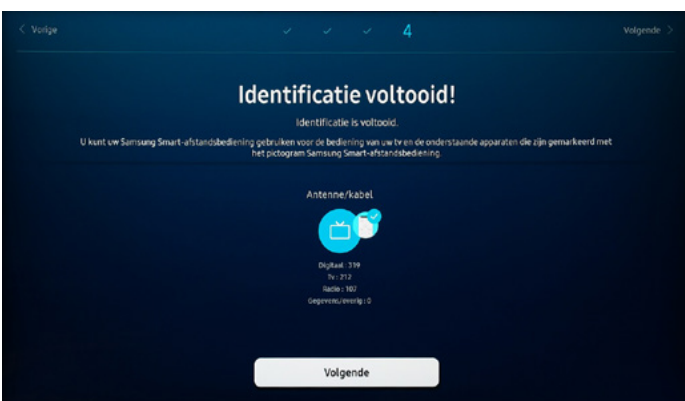 Vorige
4
Volgende
Identificatie voltooid!
Identificatie is voltooid.
U kunt uw Samsung Smart-afstandsbediening gebruiken voor de bediening van uw tv en de onderstaande apparaten die zijn gemarkeerd met
het pictogram Samsung Smart-afstandsbediening.
Antenne/kabel
Digitaal : 319
Tv : 212
Radio : 107
Gegevens/overig : 0
Volgende